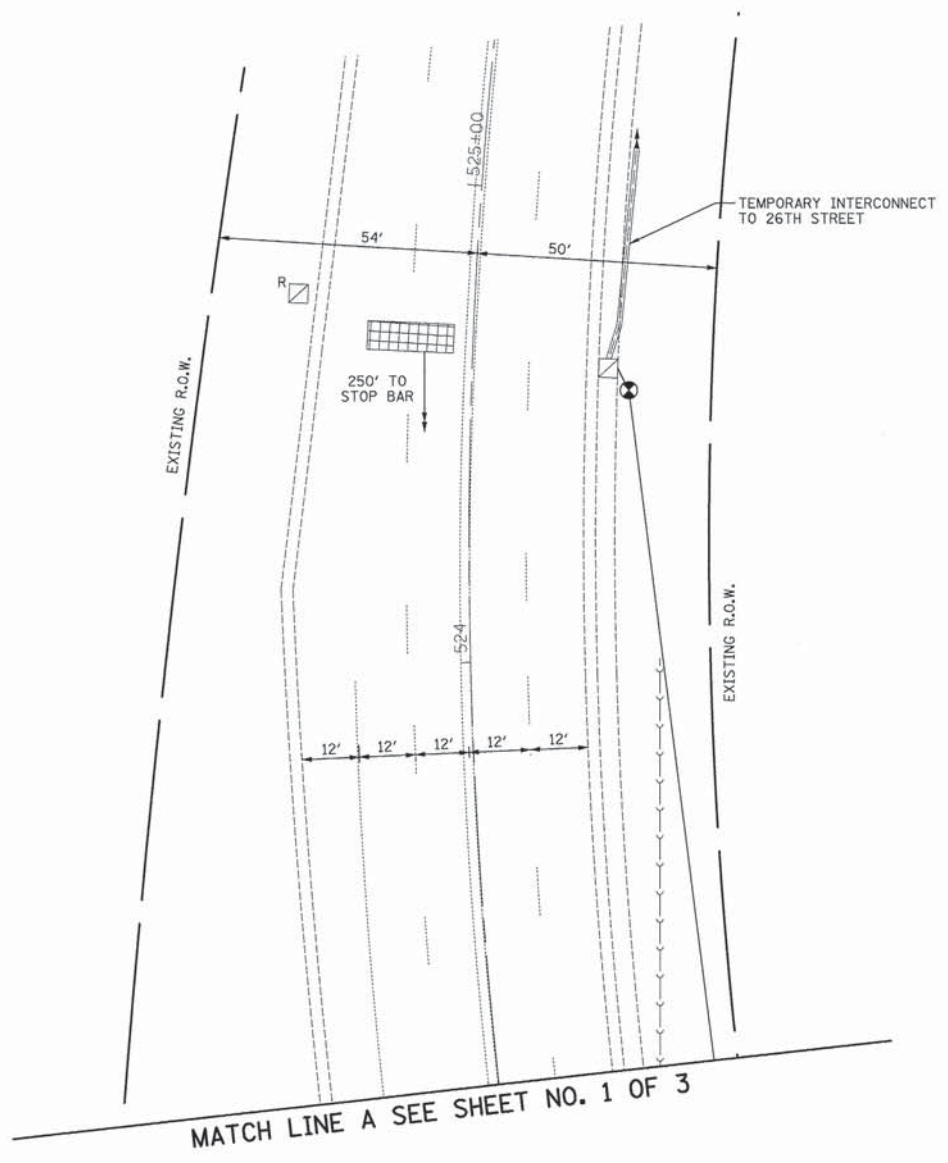 525+00
TEMPORARY INTERCONNECT
TO 26TH STREET
54'
50'
R
250' TO
STOP BAR
EXISTING R.O.W.
EXISTING R.O.W.
524
12'
12'
12'
12'
12'
MATCH LINE A SEE SHEET NO. 1 OF 3